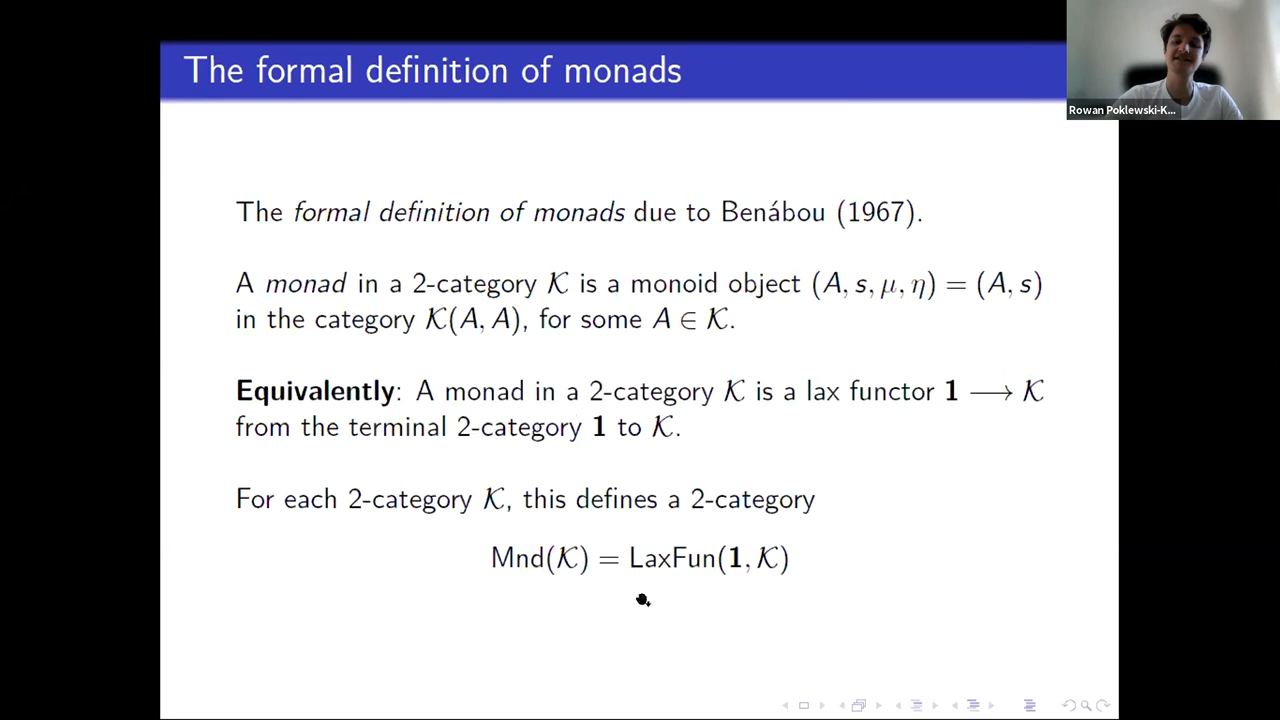 The formal definition of monads
Rowan Poklewski-K...
The formal definition of monads due to Benábou (1967).
A monad in a 2-category 𝒦 is a monoid object (A, s, μ, η) = (A, s)
in the category 𝒦(A, A), for some A ∈ 𝒦.
Equivalently: A monad in a 2-category 𝒦 is a lax functor 𝟏 ⟶ 𝒦
from the terminal 2-category 𝟏 to 𝒦.
For each 2-category 𝒦, this defines a 2-category
Mnd(𝒦) = LaxFun(𝟏, 𝒦)